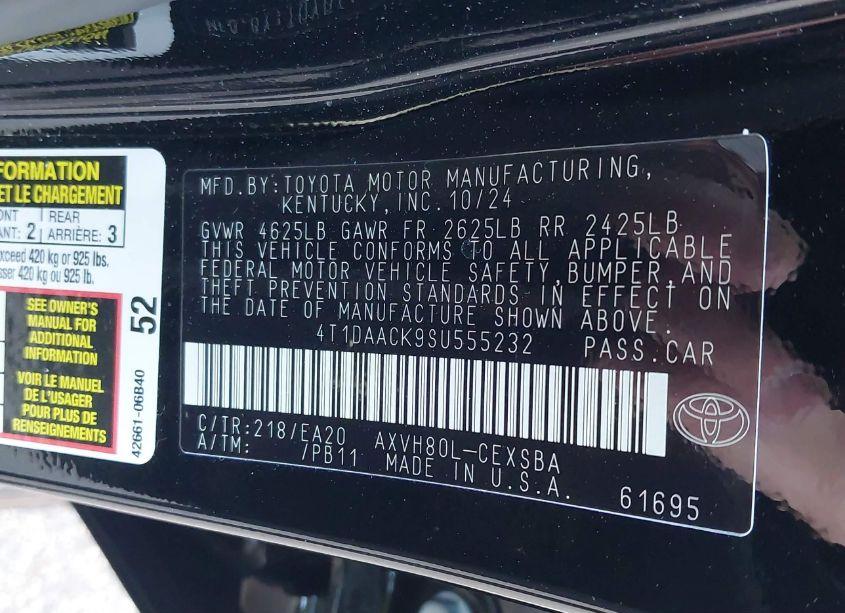 FORMATION
ET LE CHARGEMENT
ONT REAR
ANT: 2 ARRIÈRE: 3
exceed 420 kg or 925 lbs.
sser 420 kg ou 925 lb.
SEE OWNER'S
MANUAL FOR
ADDITIONAL
INFORMATION
VOIR LE MANUEL
DE L'USAGER
POUR PLUS DE
RENSEIGNEMENTS
52
42661-06B40
MFD.BY:TOYOTA MOTOR MANUFACTURING,
KENTUCKY,INC.10/24
GVWR 4625LB GAWR FR 2625LB RR 2425LB
THIS VEHICLE CONFORMS TO ALL APPLICABLE
FEDERAL MOTOR VEHICLE SAFETY,BUMPER,AND
THEFT PREVENTION STANDARDS IN EFFECT ON
THE DATE OF MANUFACTURE SHOWN ABOVE.
4T1DAACK9SU555232 PASS.CAR
C/TR:218/EA20 AXVH80L-CEXSBA
A/TM: /PB11 MADE IN U.S.A.
61695